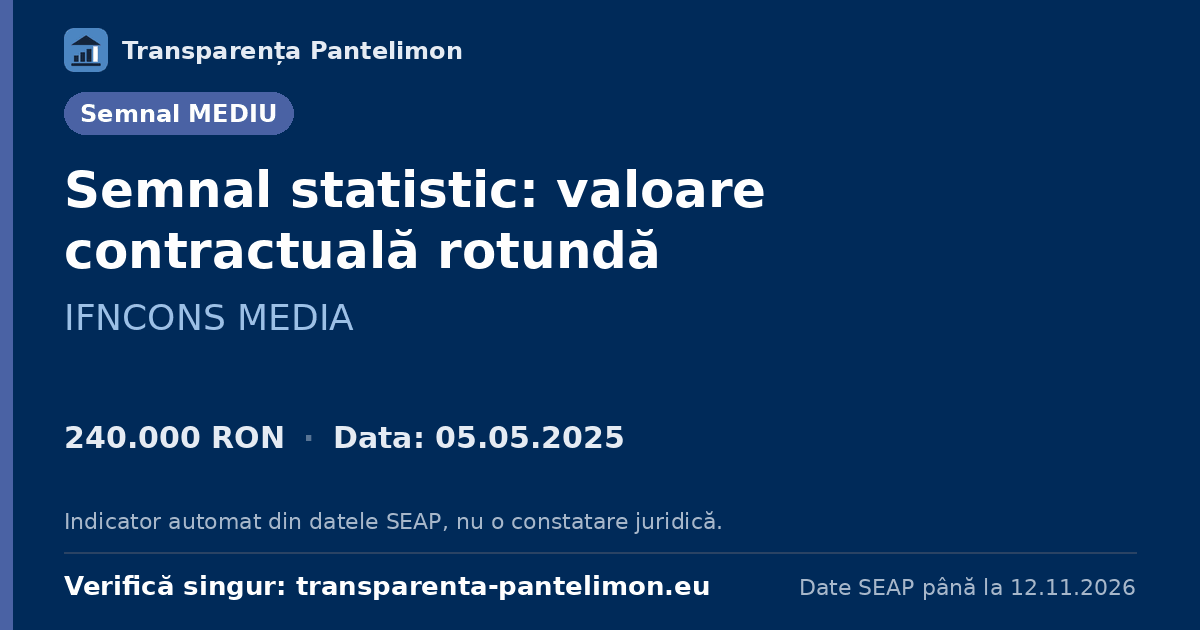 Transparența Pantelimon
Semnal MEDIU
Semnal statistic: valoare
contractuală rotundă
IFNCONS MEDIA
240.000 RON · Data: 05.05.2025
Indicator automat din datele SEAP, nu o constatare juridică.
Verifică singur: transparenta-pantelimon.eu
Date SEAP până la 12.11.2026